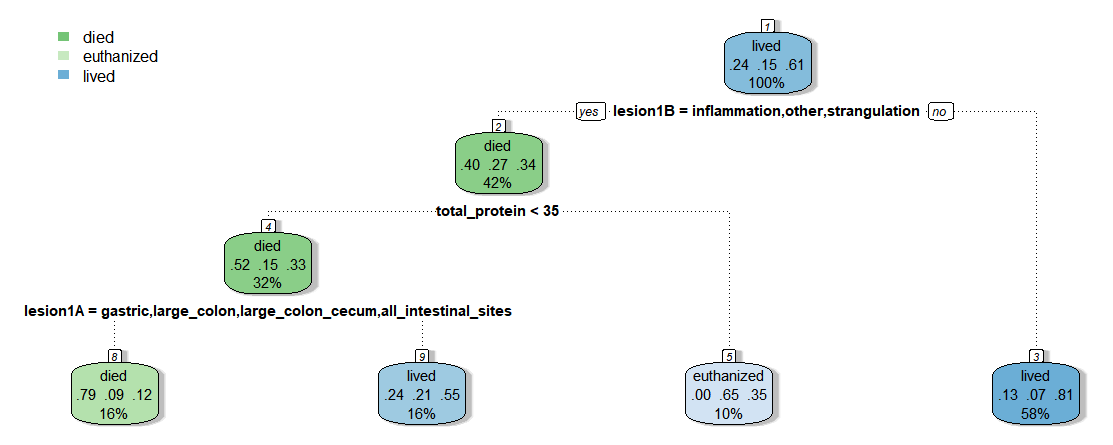 died
euthanized
lived
1
lived
.24 .15 .61
100%
yes lesion1B = inflammation,other,strangulation no
2
died
.40 .27 .34
42%
total_protein < 35
4
died
.52 .15 .33
32%
lesion1A = gastric,large_colon,large_colon_cecum,all_intestinal_sites
8
died
.79 .09 .12
16%
9
lived
.24 .21 .55
16%
5
euthanized
.00 .65 .35
10%
3
lived
.13 .07 .81
58%